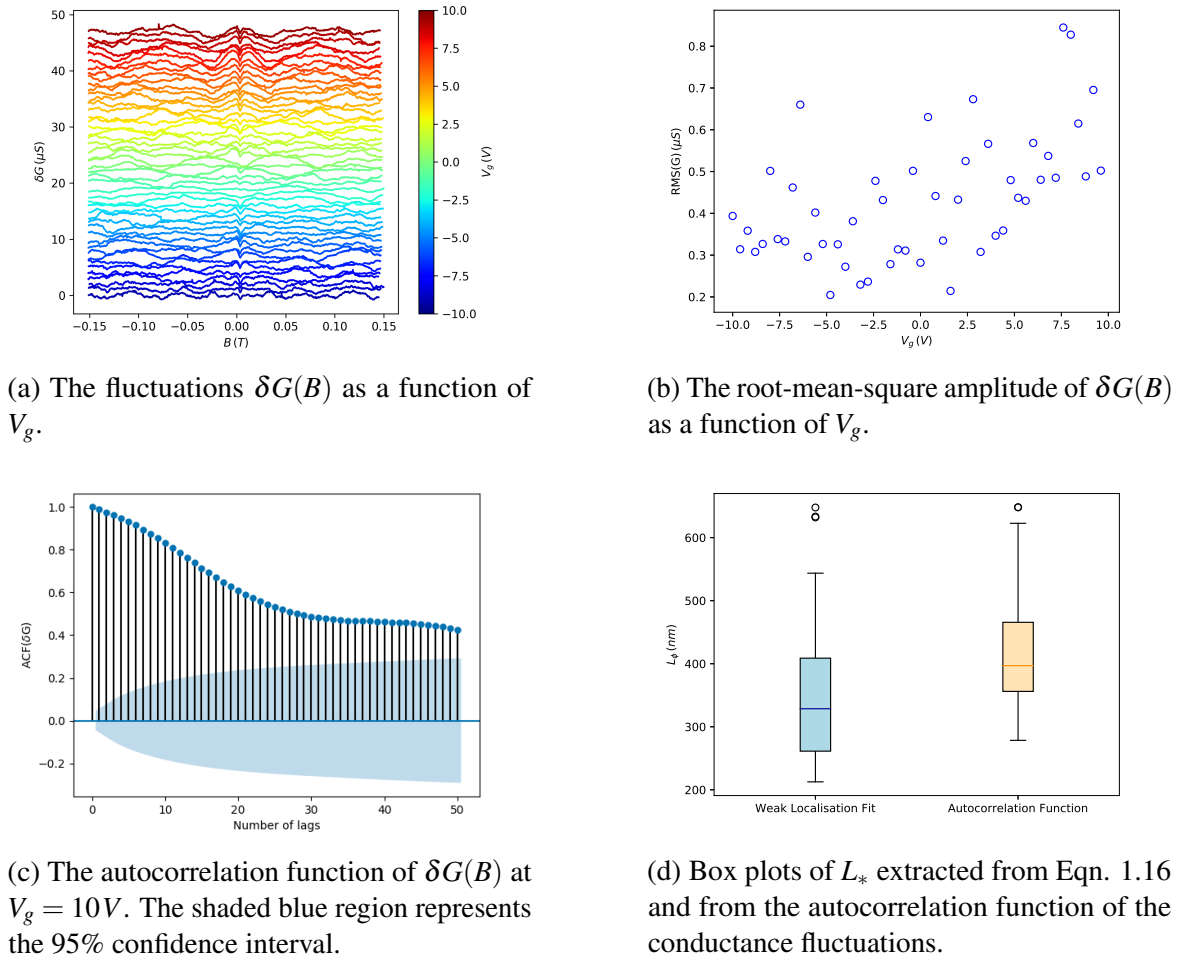 50
40
30
20
10
0
δG (μS)
−0.15 −0.10 −0.05 0.00 0.05 0.10 0.15
B (T)
10.0
7.5
5.0
2.5
0.0
−2.5
−5.0
−7.5
−10.0
V_g (V)
(a) The fluctuations δG(B) as a function of
V_g.
0.8
0.7
0.6
0.5
0.4
0.3
0.2
RMS(G) (μS)
−10.0 −7.5 −5.0 −2.5 0.0 2.5 5.0 7.5 10.0
V_g (V)
(b) The root-mean-square amplitude of δG(B)
as a function of V_g.
1.0
0.8
0.6
0.4
0.2
0.0
−0.2
ACF(δG)
0 10 20 30 40 50
Number of lags
(c) The autocorrelation function of δG(B) at
V_g = 10V. The shaded blue region represents
the 95% confidence interval.
600
500
400
300
200
L_ϕ (nm)
Weak Localisation Fit Autocorrelation Function
(d) Box plots of L_* extracted from Eqn. 1.16
and from the autocorrelation function of the
conductance fluctuations.